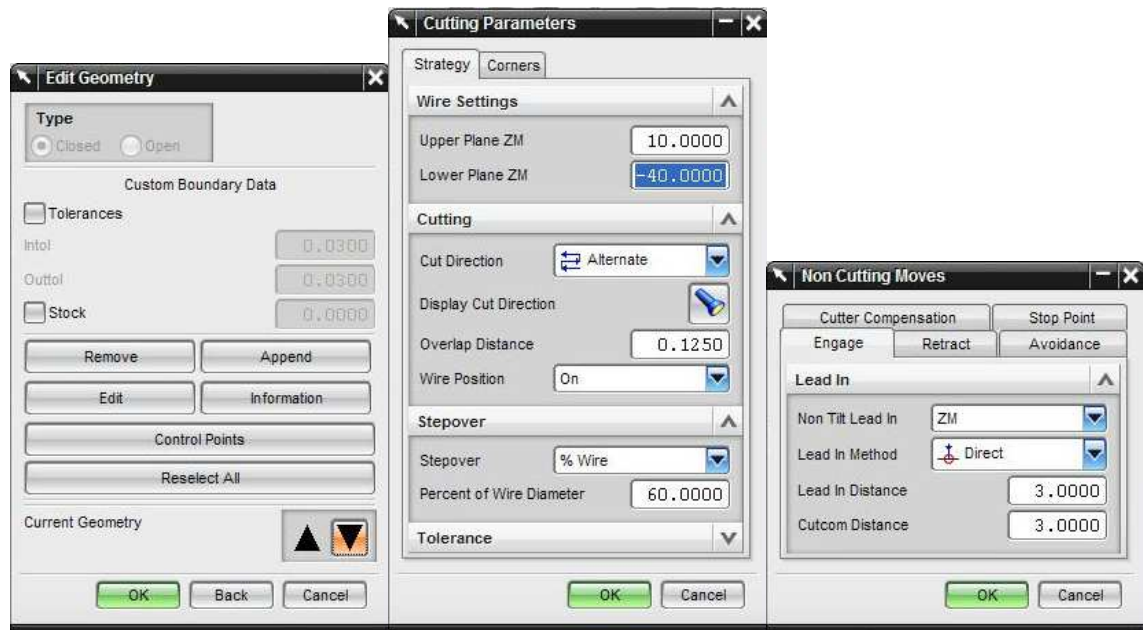 Edit Geometry
Type
Closed Open
Custom Boundary Data
Tolerances
Intol 0.0300
Outtol 0.0300
Stock 0.0000
Remove Append
Edit Information
Control Points
Reselect All
Current Geometry
OK Back Cancel
Cutting Parameters
Strategy Corners
Wire Settings
Upper Plane ZM 10.0000
Lower Plane ZM -40.0000
Cutting
Cut Direction Alternate
Display Cut Direction
Overlap Distance 0.1250
Wire Position On
Stepover
Stepover % Wire
Percent of Wire Diameter 60.0000
Tolerance
OK Cancel
Non Cutting Moves
Cutter Compensation Stop Point
Engage Retract Avoidance
Lead In
Non Tilt Lead In ZM
Lead In Method Direct
Lead In Distance 3.0000
Cutcom Distance 3.0000
OK Cancel